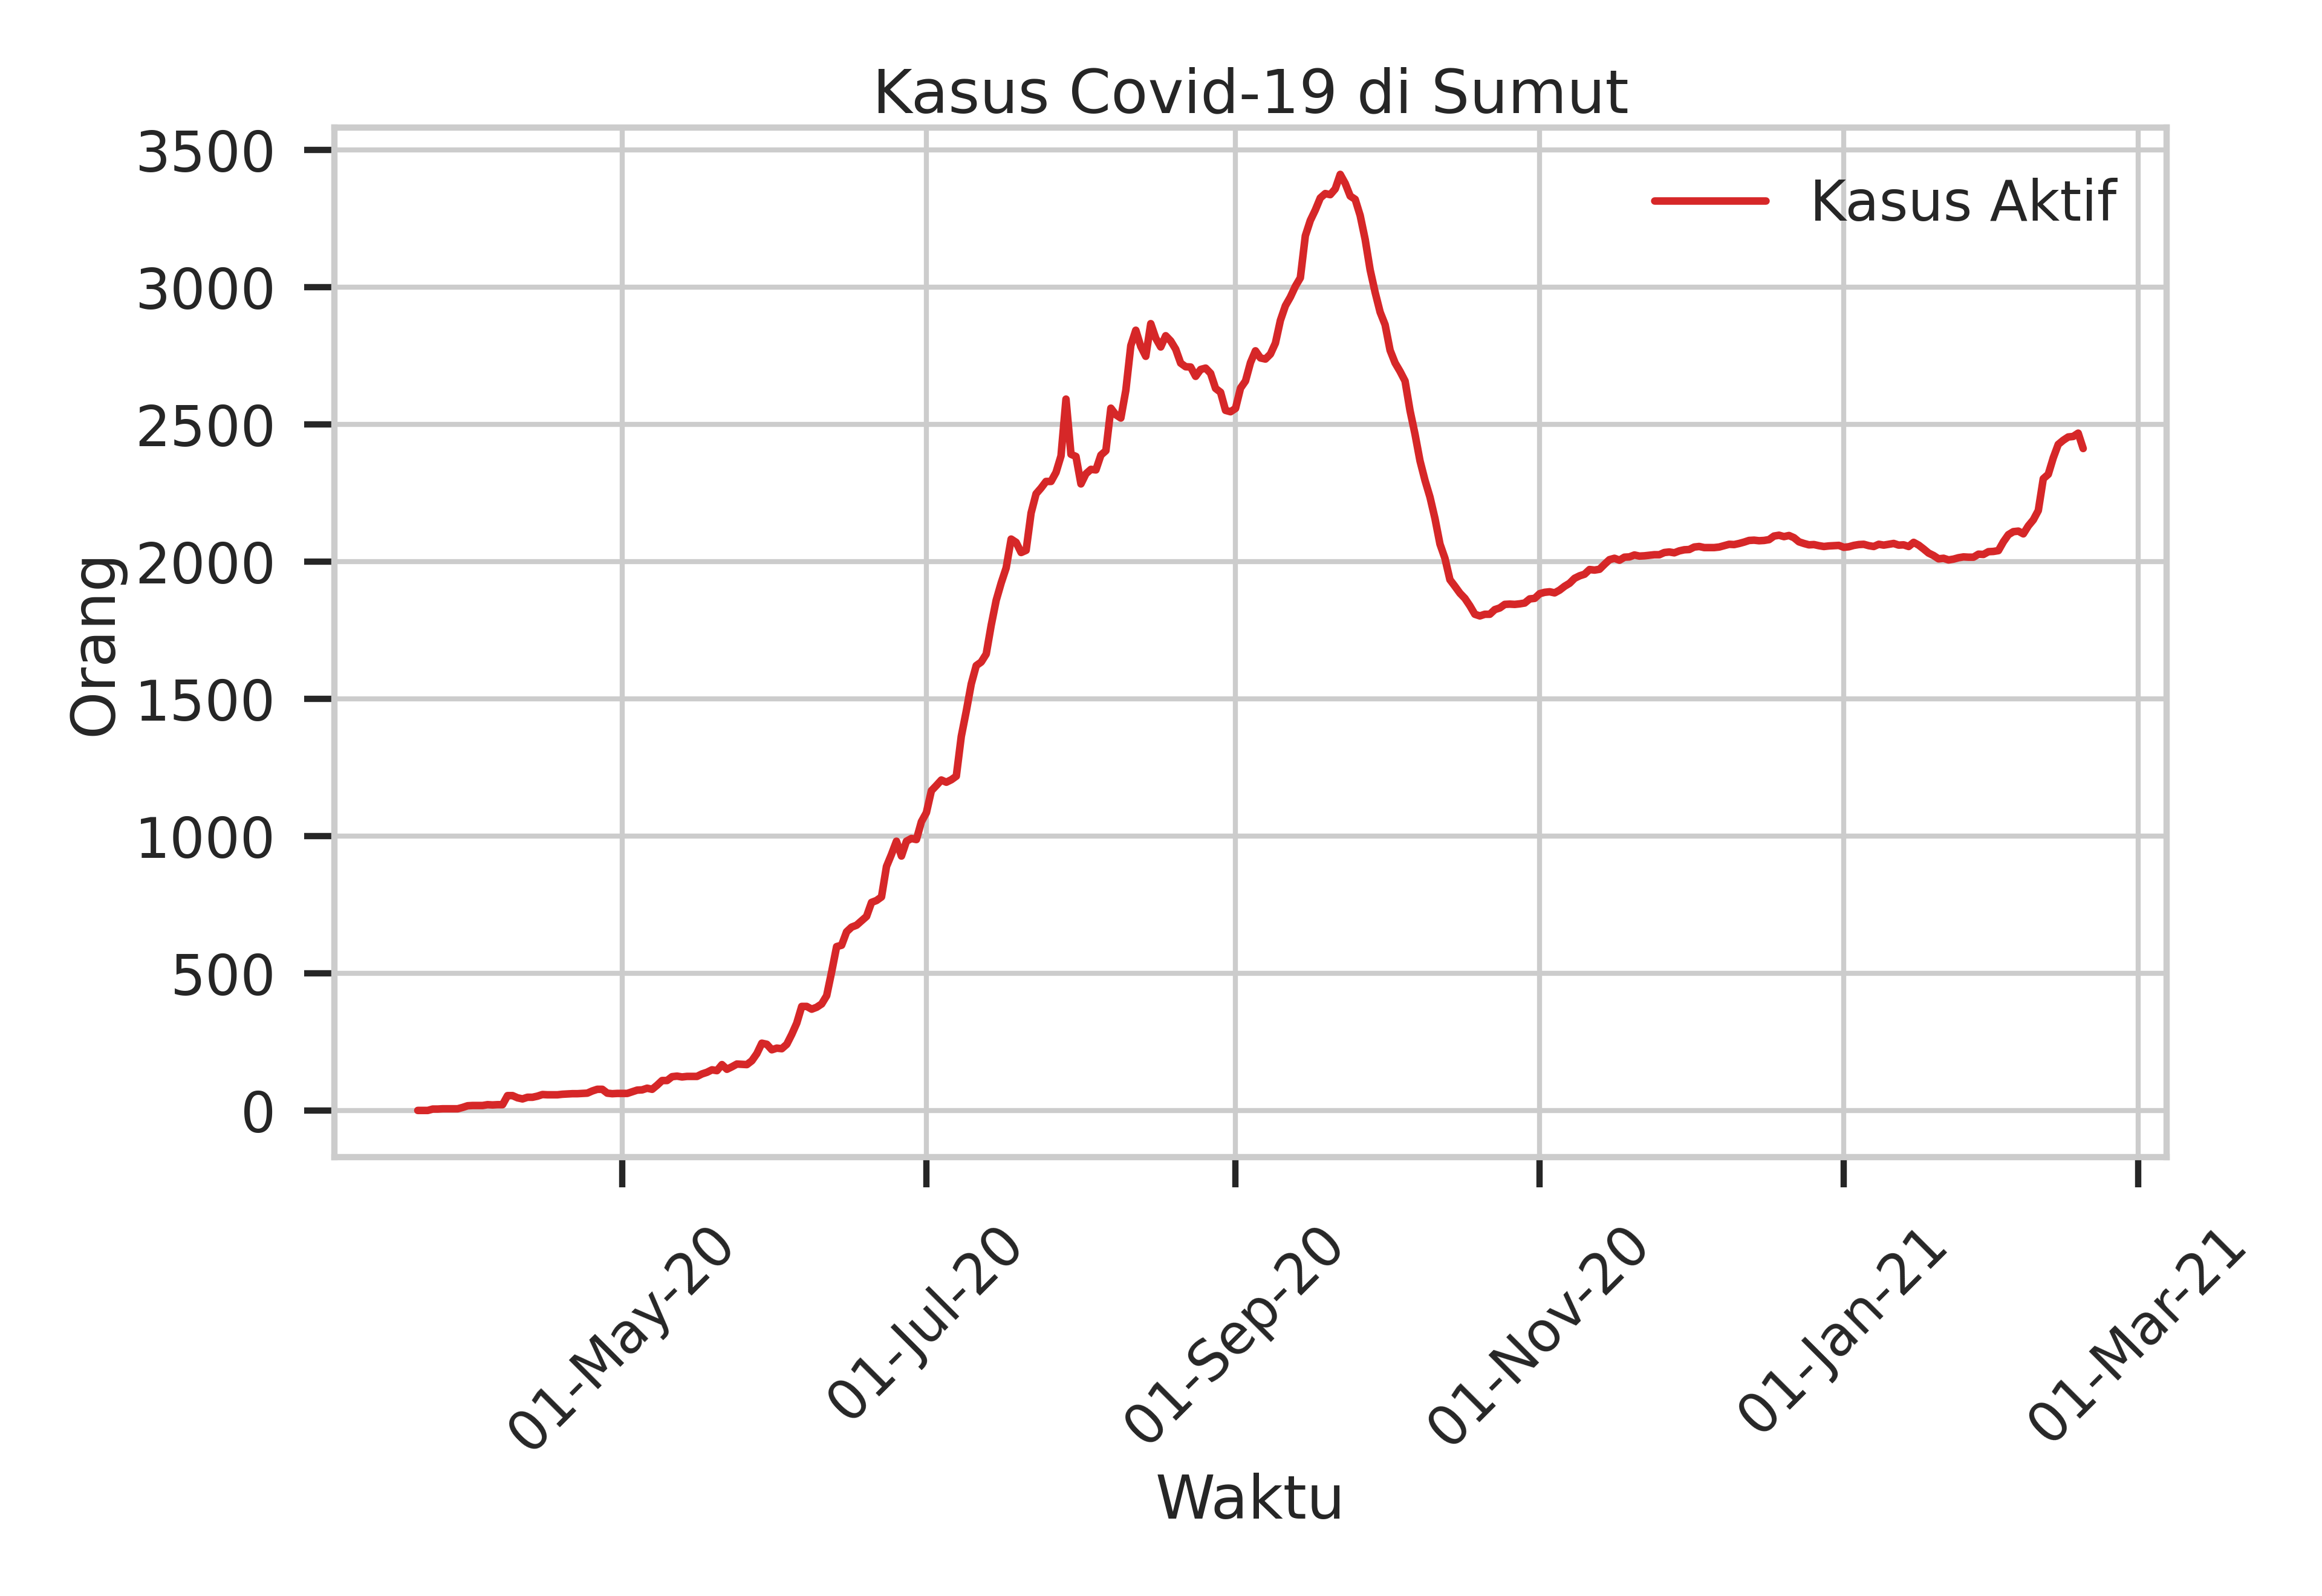 Kasus Covid-19 di Sumut
Kasus Aktif
Orang
3500
3000
2500
2000
1500
1000
500
0
01-May-20
01-Jul-20
01-Sep-20
01-Nov-20
01-Jan-21
01-Mar-21
Waktu